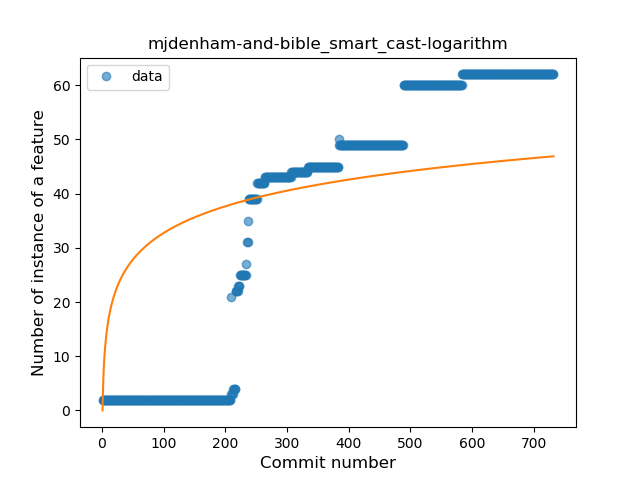 mjdenham-and-bible_smart_cast-logarithm
data
Number of instance of a feature
60
50
40
30
20
10
0
0 100 200 300 400 500 600 700
Commit number